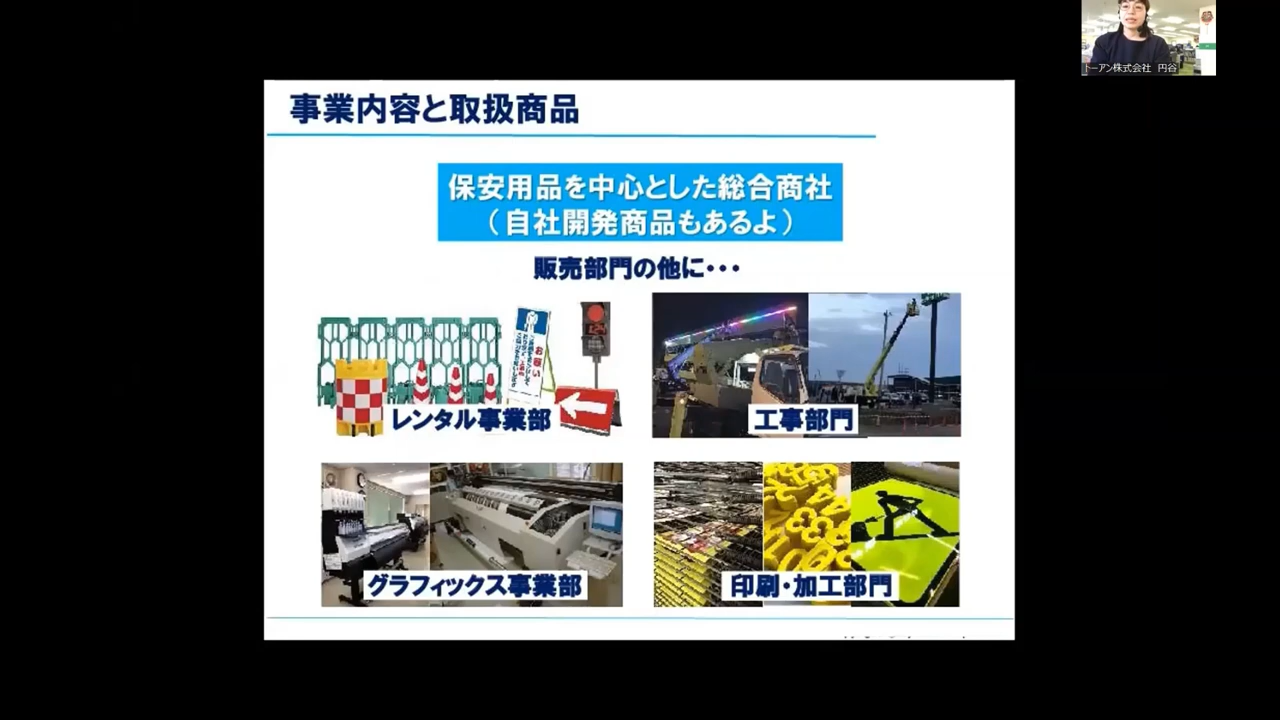 トーアン株式会社 円谷
事業内容と取扱商品
保安用品を中心とした総合商社
（自社開発商品もあるよ）
販売部門の他に・・・
お願い
レンタル事業部
工事部門
グラフィックス事業部
印刷・加工部門